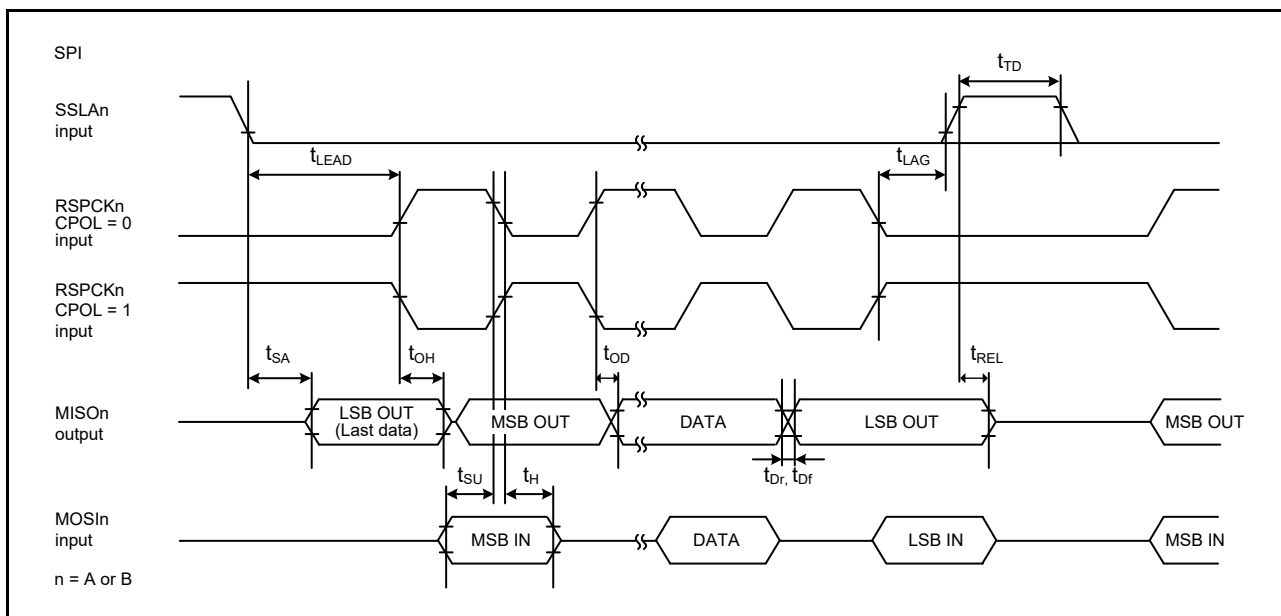 SPI
tTD
SSLAn
input
tLEAD
tLAG
RSPCKn
CPOL = 0
input
RSPCKn
CPOL = 1
input
tSA
tOH
tOD
tREL
MISOn
output
LSB OUT
(Last data)
MSB OUT
DATA
LSB OUT
MSB OUT
tSU
tH
tDr, tDf
MOSIn
input
MSB IN
DATA
LSB IN
MSB IN
n = A or B